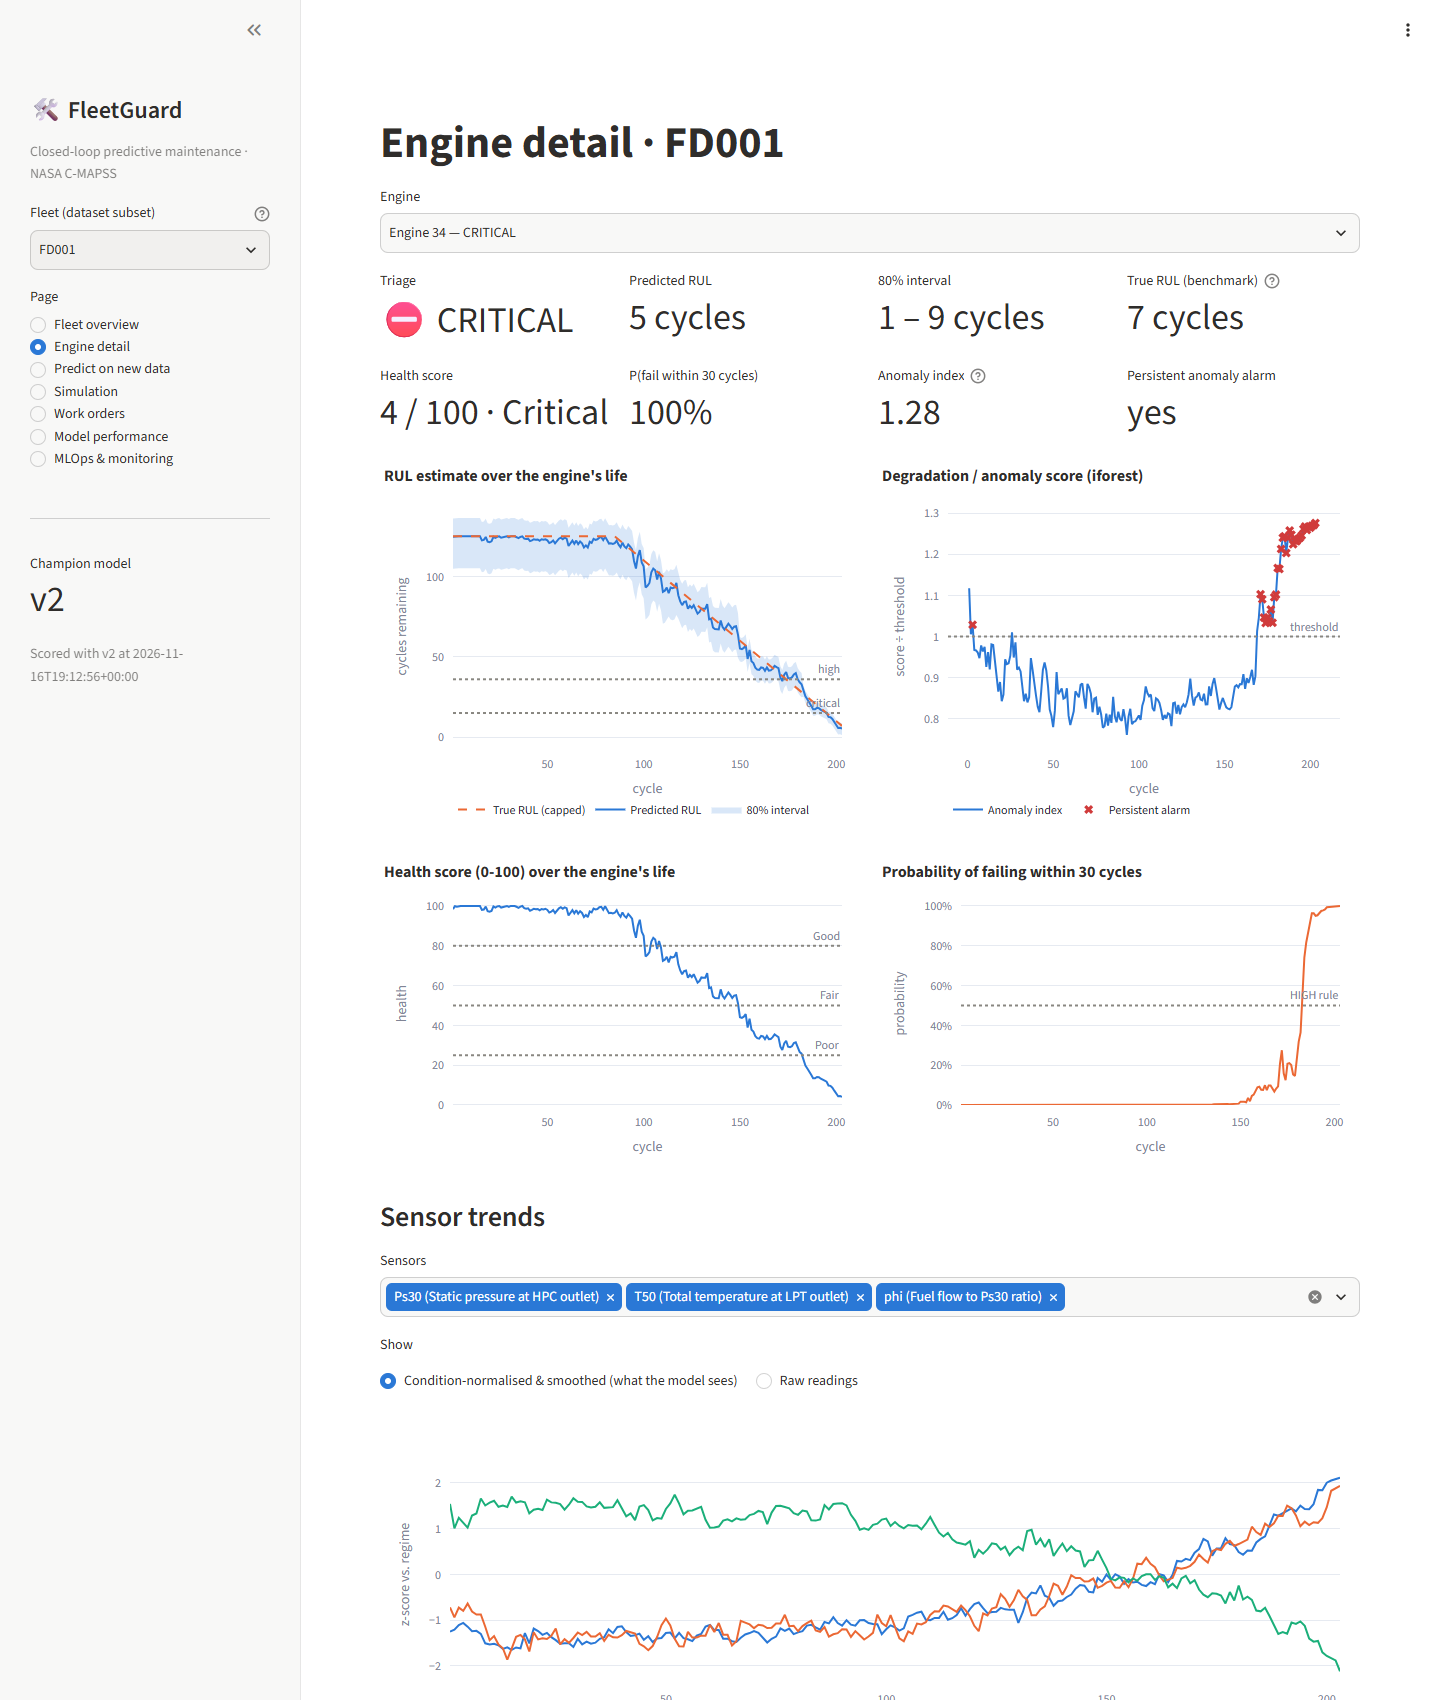 FleetGuard
Closed-loop predictive maintenance ·
NASA C-MAPSS
Fleet (dataset subset)
FD001
Page
Fleet overview
Engine detail
Predict on new data
Simulation
Work orders
Model performance
MLOps & monitoring
Champion model
v2
Scored with v2 at 2026-11-
16T19:12:56+00:00
Engine detail · FD001
Engine
Engine 34 — CRITICAL
Triage
CRITICAL
Predicted RUL
5 cycles
80% interval
1 – 9 cycles
True RUL (benchmark)
7 cycles
Health score
4 / 100 · Critical
P(fail within 30 cycles)
100%
Anomaly index
1.28
Persistent anomaly alarm
yes
RUL estimate over the engine's life
cycles remaining
100
50
0
high
critical
50 100 150 200
cycle
True RUL (capped) Predicted RUL 80% interval
Degradation / anomaly score (iforest)
score ÷ threshold
1.3
1.2
1.1
1
0.9
0.8
threshold
0 50 100 150 200
cycle
Anomaly index Persistent alarm
Health score (0-100) over the engine's life
health
100
80
60
40
20
0
Good
Fair
Poor
50 100 150 200
cycle
Probability of failing within 30 cycles
probability
100%
80%
60%
40%
20%
0%
HIGH rule
50 100 150 200
cycle
Sensor trends
Sensors
Ps30 (Static pressure at HPC outlet) × T50 (Total temperature at LPT outlet) × phi (Fuel flow to Ps30 ratio) ×
Show
Condition-normalised & smoothed (what the model sees) Raw readings
z-score vs. regime
2
1
0
−1
−2
50 100 150 200